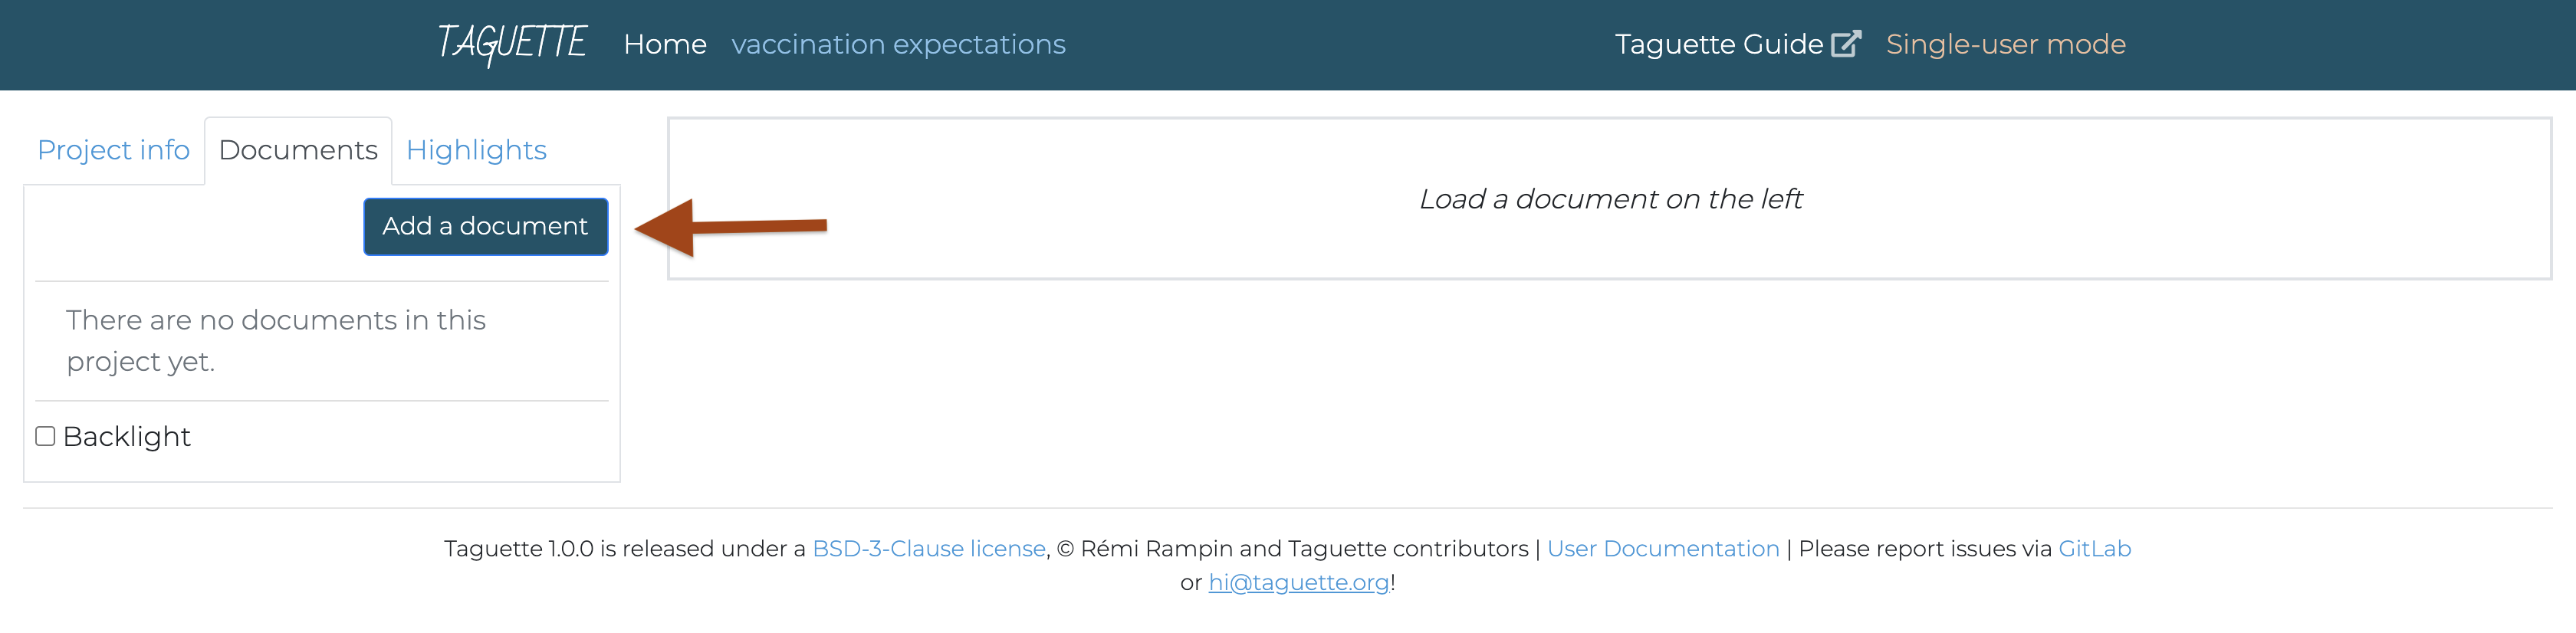 TAGUETTE Home vaccination expectations Taguette Guide Single-user mode
Project info Documents Highlights
Add a document
There are no documents in this
project yet.
Backlight
Load a document on the left
Taguette 1.0.0 is released under a BSD-3-Clause license, © Rémi Rampin and Taguette contributors | User Documentation | Please report issues via GitLab
or hi@taguette.org!